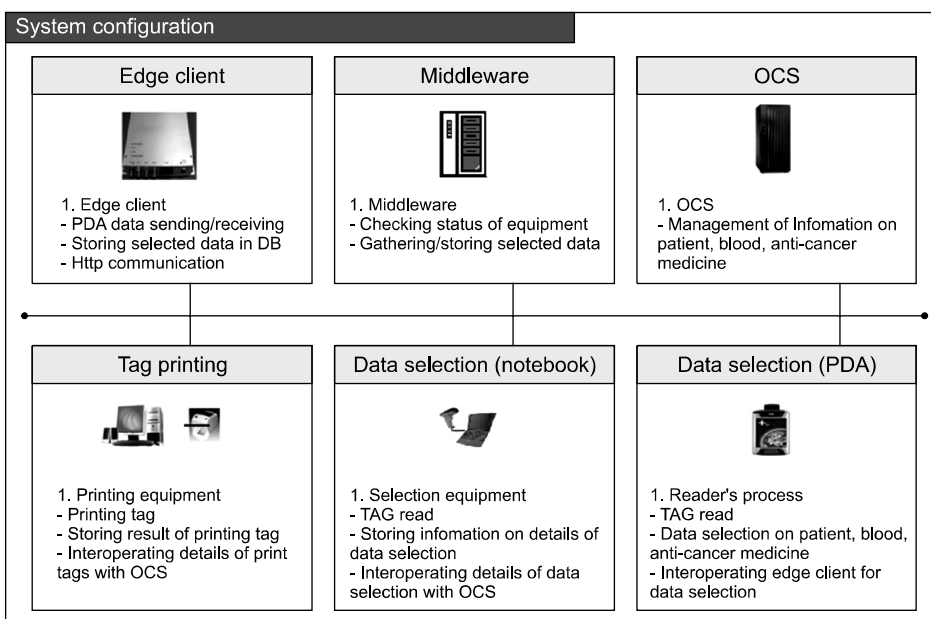 System configuration
Edge client
1. Edge client
- PDA data sending/receiving
- Storing selected data in DB
- Http communication
Middleware
1. Middleware
- Checking status of equipment
- Gathering/storing selected data
OCS
1. OCS
- Management of Infomation on
patient, blood, anti-cancer
medicine
Tag printing
1. Printing equipment
- Printing tag
- Storing result of printing tag
- Interoperating details of print
tags with OCS
Data selection (notebook)
1. Selection equipment
- TAG read
- Storing infomation on details of
data selection
- Interoperating details of data
selection with OCS
Data selection (PDA)
1. Reader's process
- TAG read
- Data selection on patient, blood,
anti-cancer medicine
- Interoperating edge client for
data selection